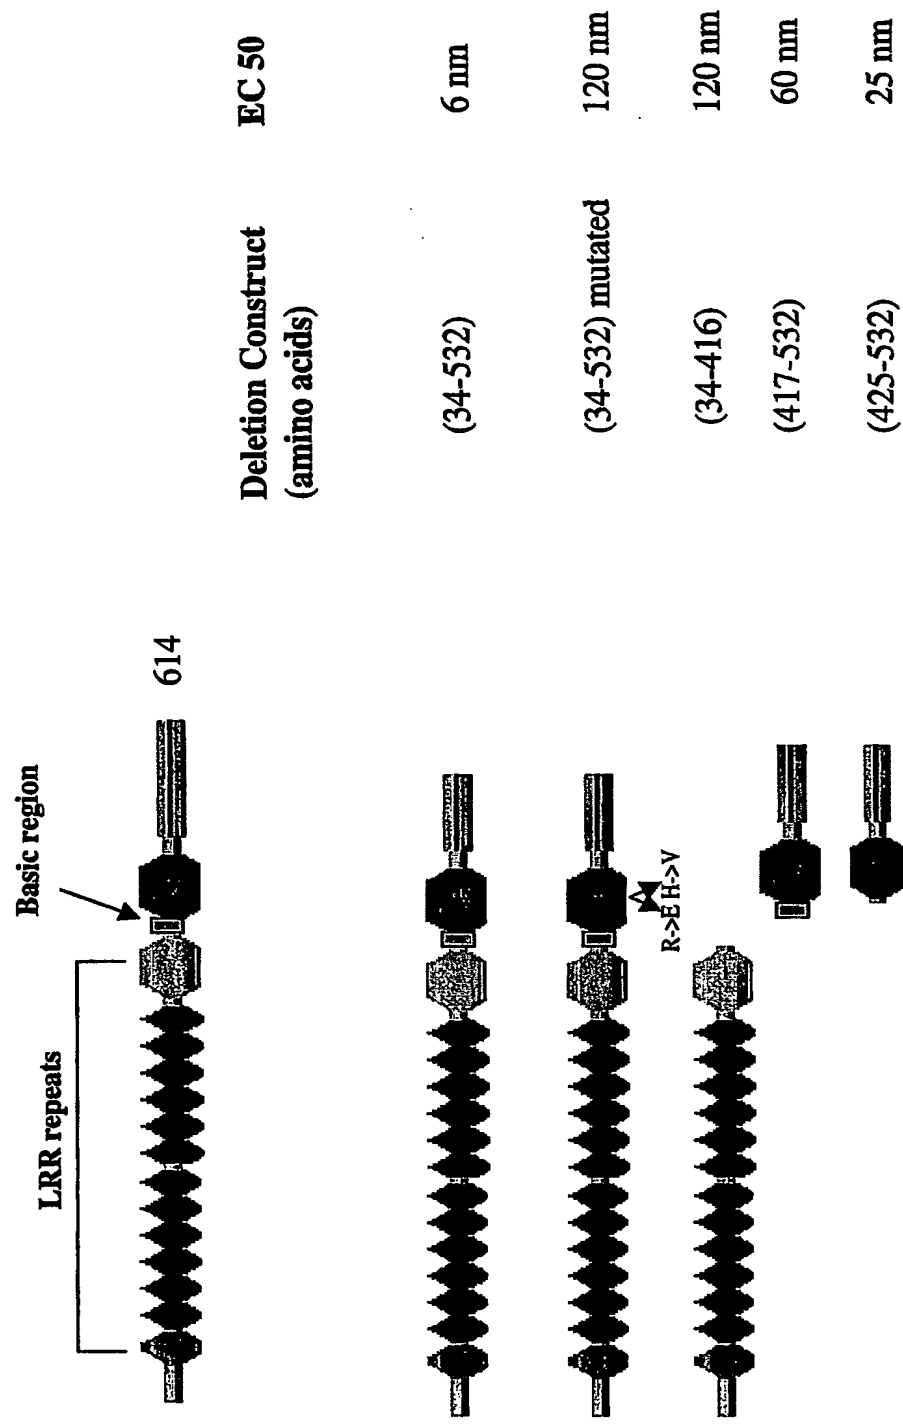 Basic region
LRR repeats
614
Deletion Construct
(amino acids)
EC 50
(34-532)
6 nm
(34-532) mutated
120 nm
R->E H->V
(34-416)
120 nm
(417-532)
60 nm
(425-532)
25 nm